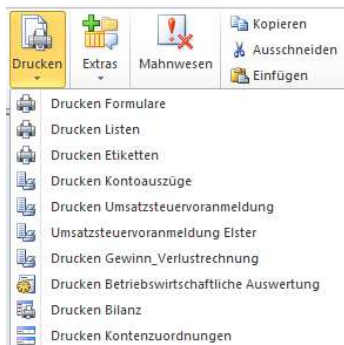 Drucken
Extras
Mahnwesen
Kopieren
Ausschneiden
Einfügen
Drucken Formulare
Drucken Listen
Drucken Etiketten
Drucken Kontoauszüge
Drucken Umsatzsteuervoranmeldung
Umsatzsteuervoranmeldung Elster
Drucken Gewinn_Verlustrechnung
Drucken Betriebswirtschaftliche Auswertung
Drucken Bilanz
Drucken Kontenzuordnungen